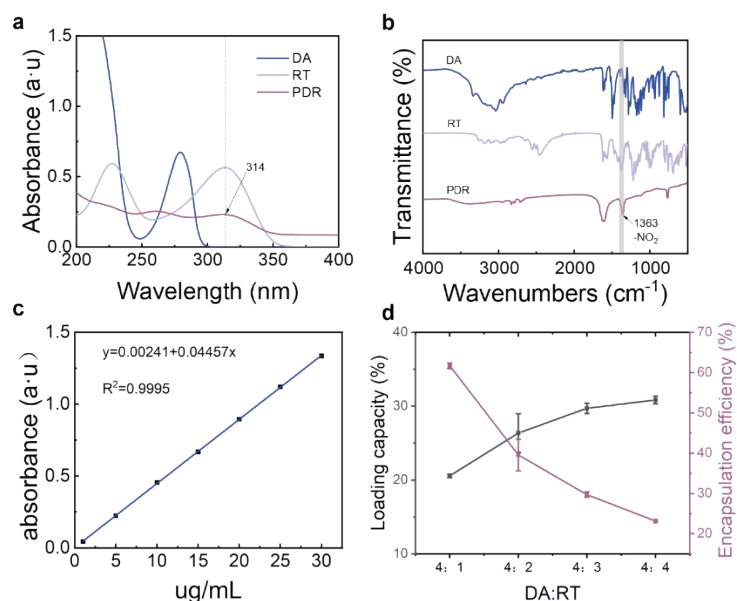 a
Absorbance (a·u)
1.5
1.0
0.5
0.0
DA
RT
PDR
314
200 250 300 350 400
Wavelength (nm)
b
Transmittance (%)
DA
RT
PDR
1363
-NO₂
4000 3000 2000 1000
Wavenumbers (cm⁻¹)
c
absorbance (a·u）
1.5
1.0
0.5
0.0
y=0.00241+0.04457x
R²=0.9995
0 5 10 15 20 25 30
ug/mL
d
Loading capacity (%)
40
30
20
10
70
60
50
40
30
20
Encapsulation efficiency (%)
4：1 4：2 4：3 4：4
DA:RT